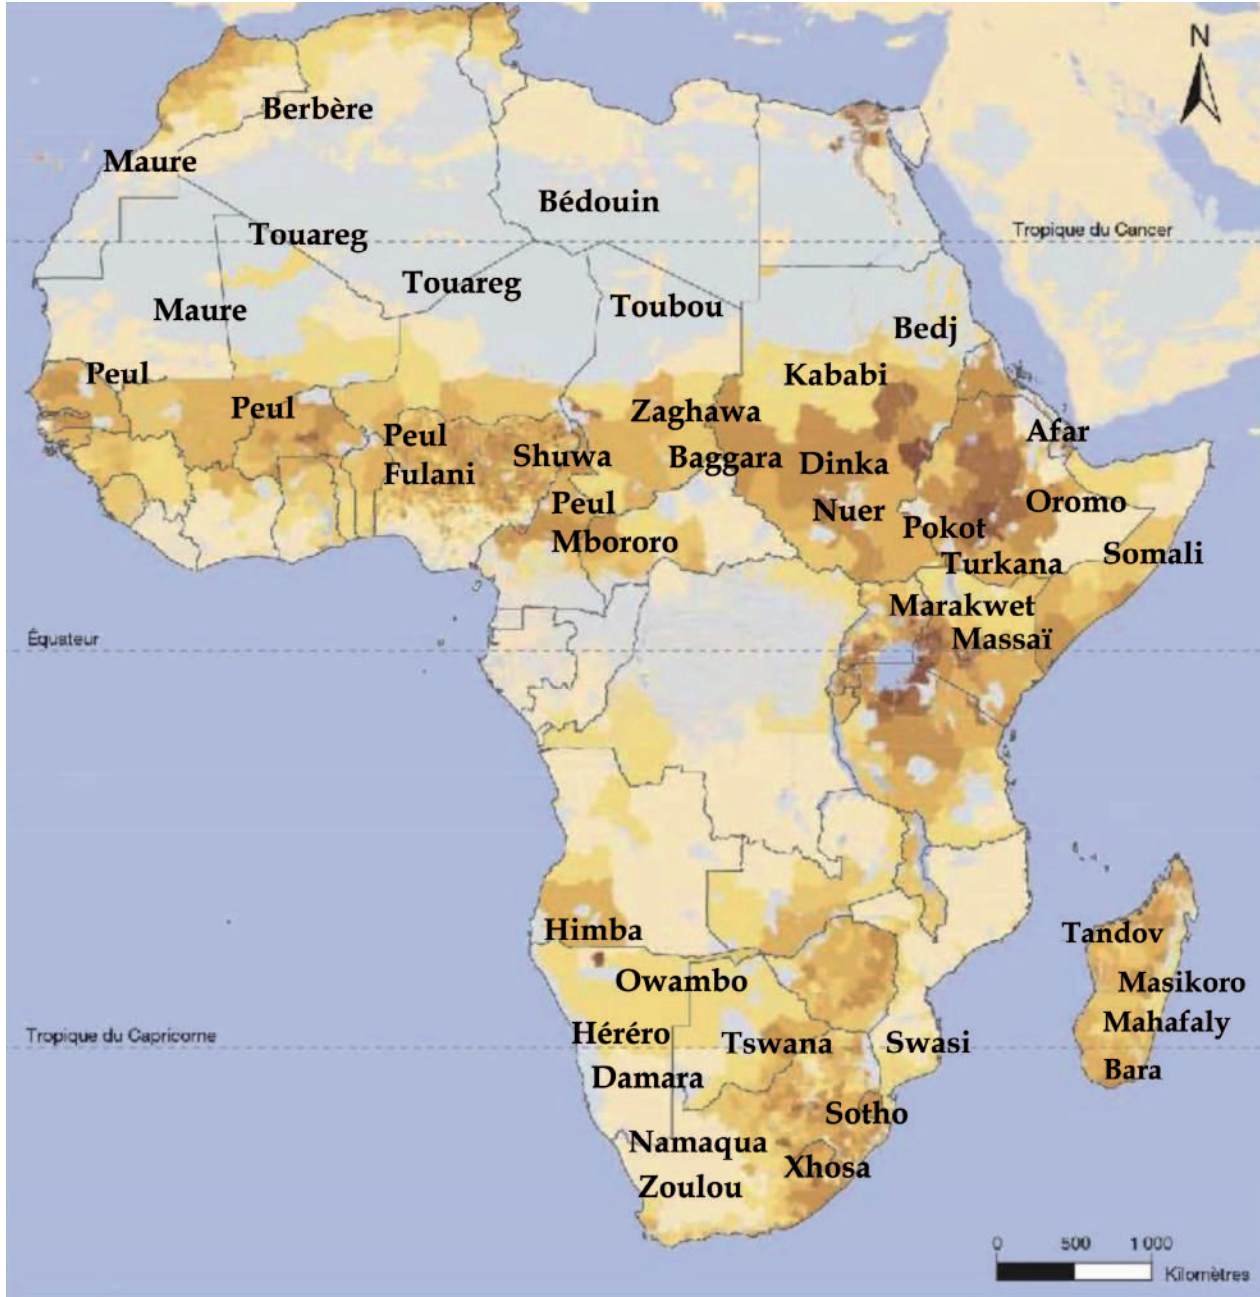 N
Berbère
Maure
Bédouin
Touareg
Tropique du Cancer
Touareg
Maure
Toubou
Bedj
Peul
Kababi
Peul
Zaghawa
Peul
Fulani
Shuwa
Baggara
Dinka
Afar
Peul
Mbororo
Nuer
Oromo
Pokot
Turkana
Somali
Marakwet
Massaï
Équateur
Himba
Tandov
Owambo
Masikoro
Tropique du Capricorne
Héréro
Tswana
Swasi
Mahafaly
Damara
Bara
Sotho
Namaqua
Xhosa
Zoulou
0 500 1 000
Kilomètres